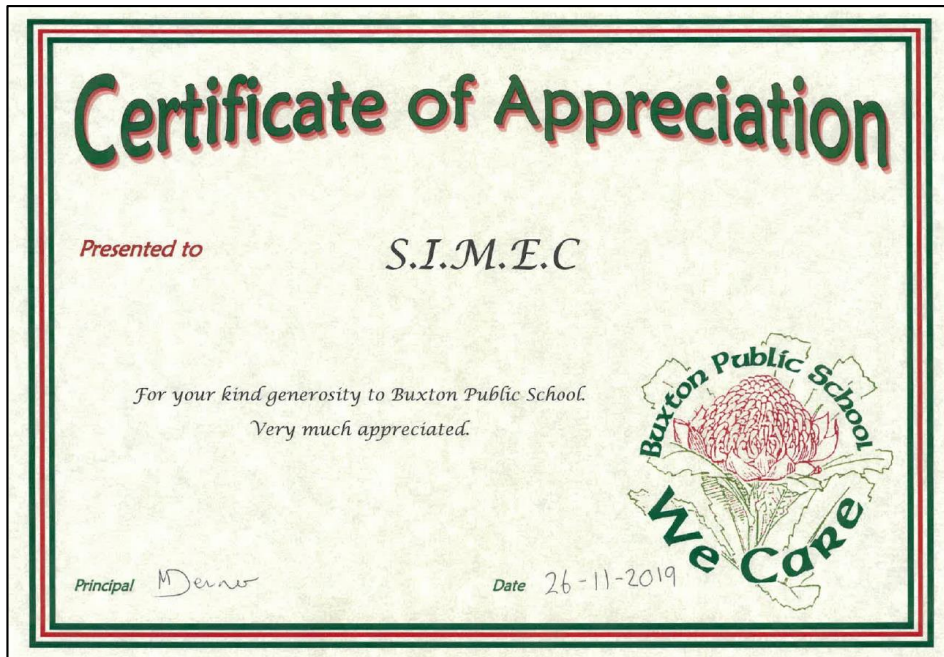 Certificate of Appreciation
Presented to
S.I.M.E.C
For your kind generosity to Buxton Public School.
Very much appreciated.
Buxton Public School
We Care
Principal
Date 26-11-2019